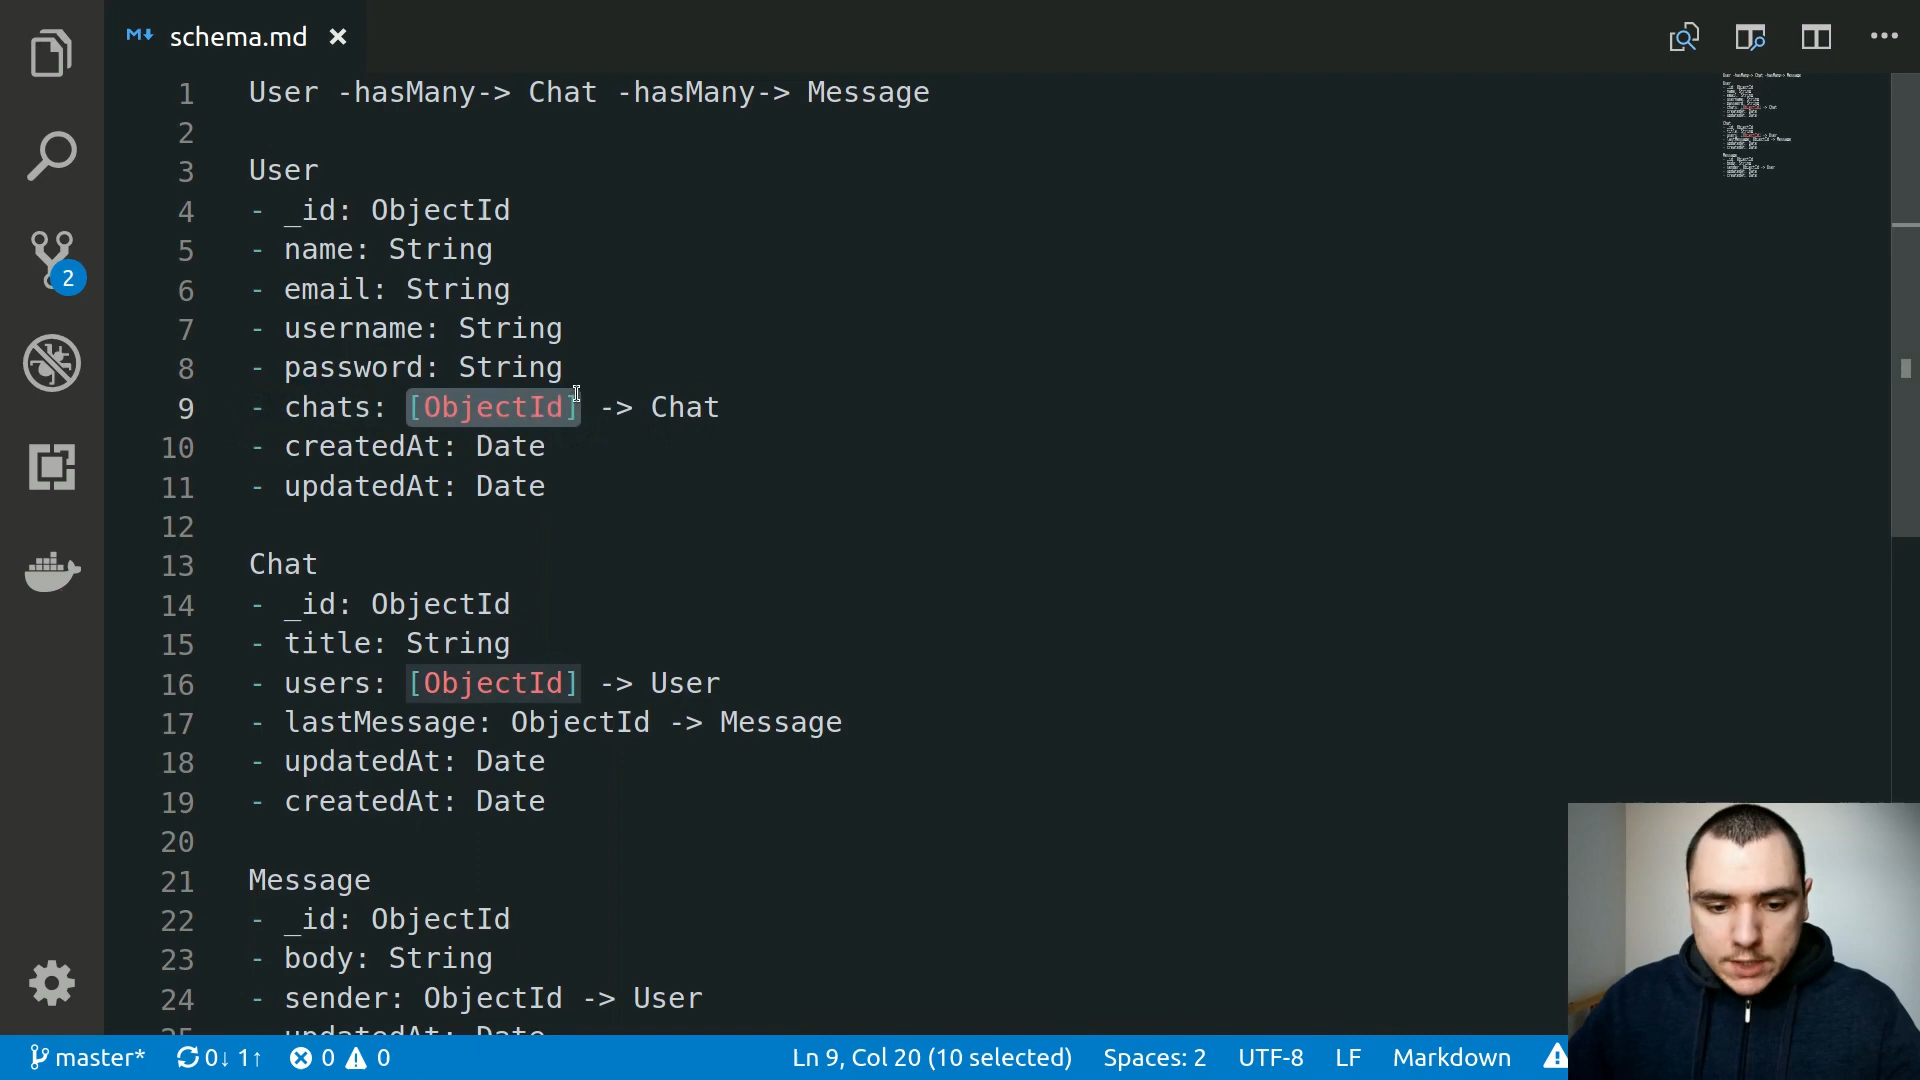 schema.md
1 User -hasMany-> Chat -hasMany-> Message
2
3 User
4 - _id: ObjectId
5 - name: String
6 - email: String
7 - username: String
8 - password: String
9 - chats: [ObjectId] -> Chat
10 - createdAt: Date
11 - updatedAt: Date
12
13 Chat
14 - _id: ObjectId
15 - title: String
16 - users: [ObjectId] -> User
17 - lastMessage: ObjectId -> Message
18 - updatedAt: Date
19 - createdAt: Date
20
21 Message
22 - _id: ObjectId
23 - body: String
24 - sender: ObjectId -> User
25 - updatedAt: Date
2
master* 0↓ 1↑ 0 0 Ln 9, Col 20 (10 selected) Spaces: 2 UTF-8 LF Markdown